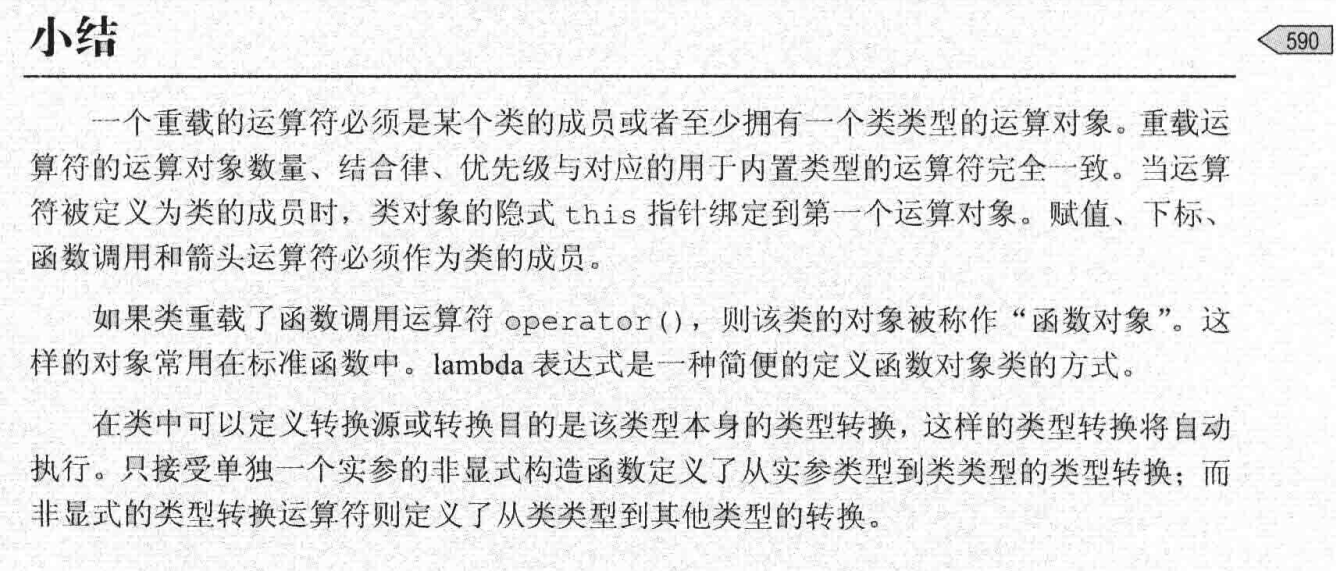 小结
590
一个重载的运算符必须是某个类的成员或者至少拥有一个类类型的运算对象。重载运
算符的运算对象数量、结合律、优先级与对应的用于内置类型的运算符完全一致。当运算
符被定义为类的成员时，类对象的隐式 this 指针绑定到第一个运算对象。赋值、下标、
函数调用和箭头运算符必须作为类的成员。
如果类重载了函数调用运算符 operator()，则该类的对象被称作“函数对象”。这
样的对象常用在标准函数中。lambda 表达式是一种简便的定义函数对象类的方式。
在类中可以定义转换源或转换目的是该类型本身的类型转换，这样的类型转换将自动
执行。只接受单独一个实参的非显式构造函数定义了从实参类型到类类型的类型转换；而
非显式的类型转换运算符则定义了从类类型到其他类型的转换。